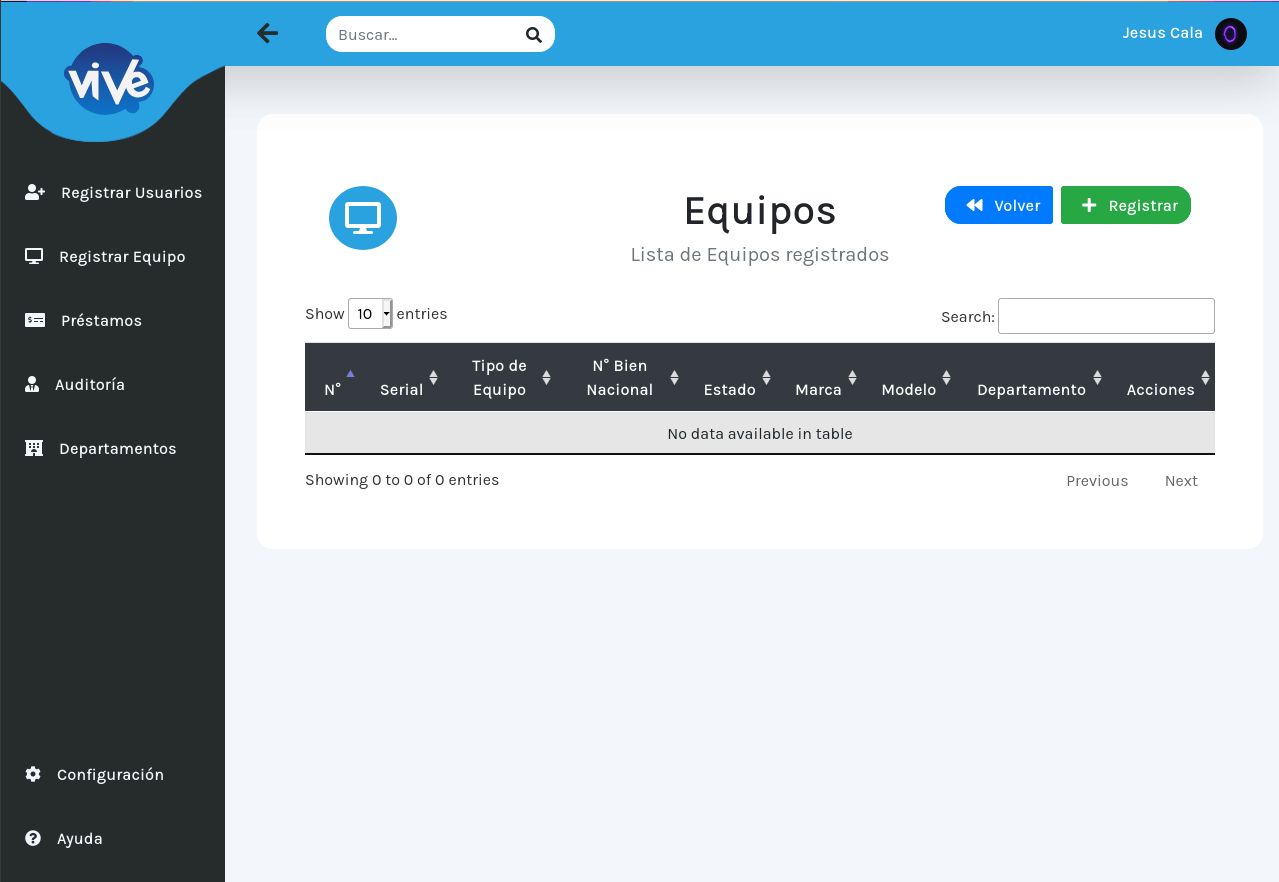 Buscar...
Jesus Cala
vive
Registrar Usuarios
Registrar Equipo
Préstamos
Auditoría
Departamentos
Configuración
Ayuda
Equipos
Lista de Equipos registrados
Volver
Registrar
Show 10 entries
Search:
N° Serial Tipo de Equipo N° Bien Nacional Estado Marca Modelo Departamento Acciones
No data available in table
Showing 0 to 0 of 0 entries
Previous Next